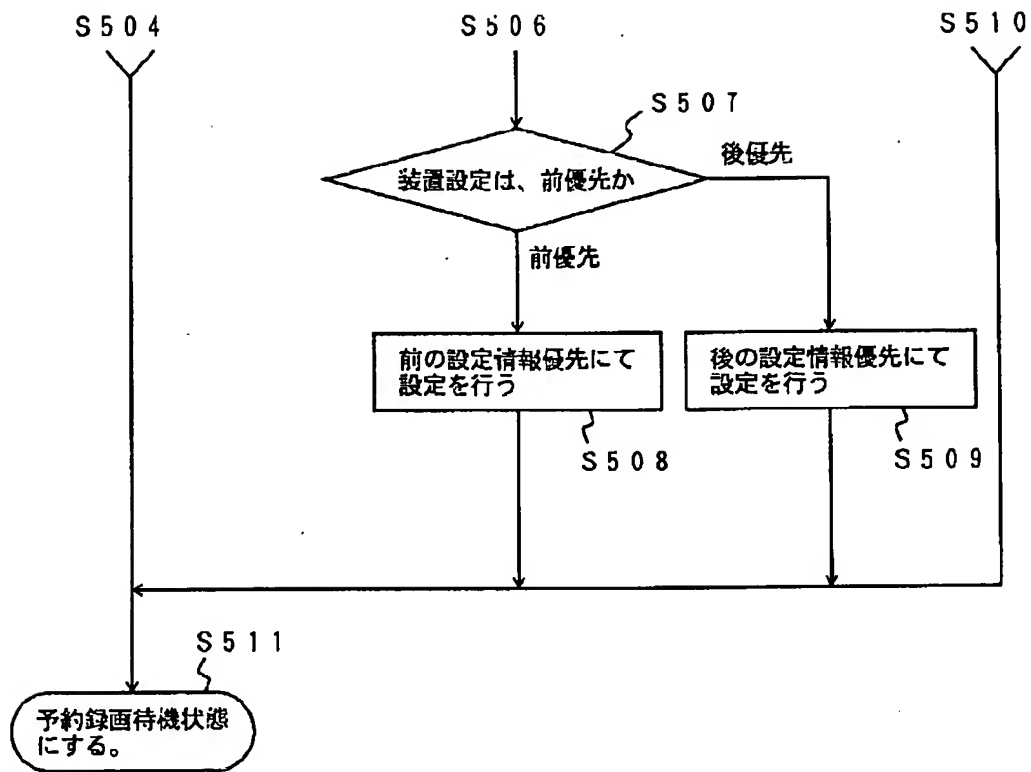 S504
S506
S510
S507
装置設定は、前優先か
後優先
前優先
前の設定情報優先にて
設定を行う
後の設定情報優先にて
設定を行う
S508
S509
S511
予約録画待機状態
にする。